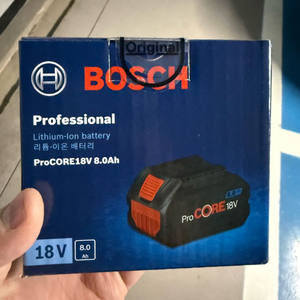 Original
BOSCH
Professional
Lithium-Ion battery
리튬-이온 배터리
ProCORE18V 8.0Ah
ProCORE18V
18V
8.0
Ah